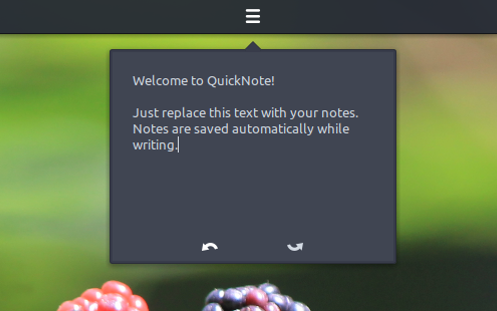 Welcome to QuickNote!
Just replace this text with your notes.
Notes are saved automatically while
writing.